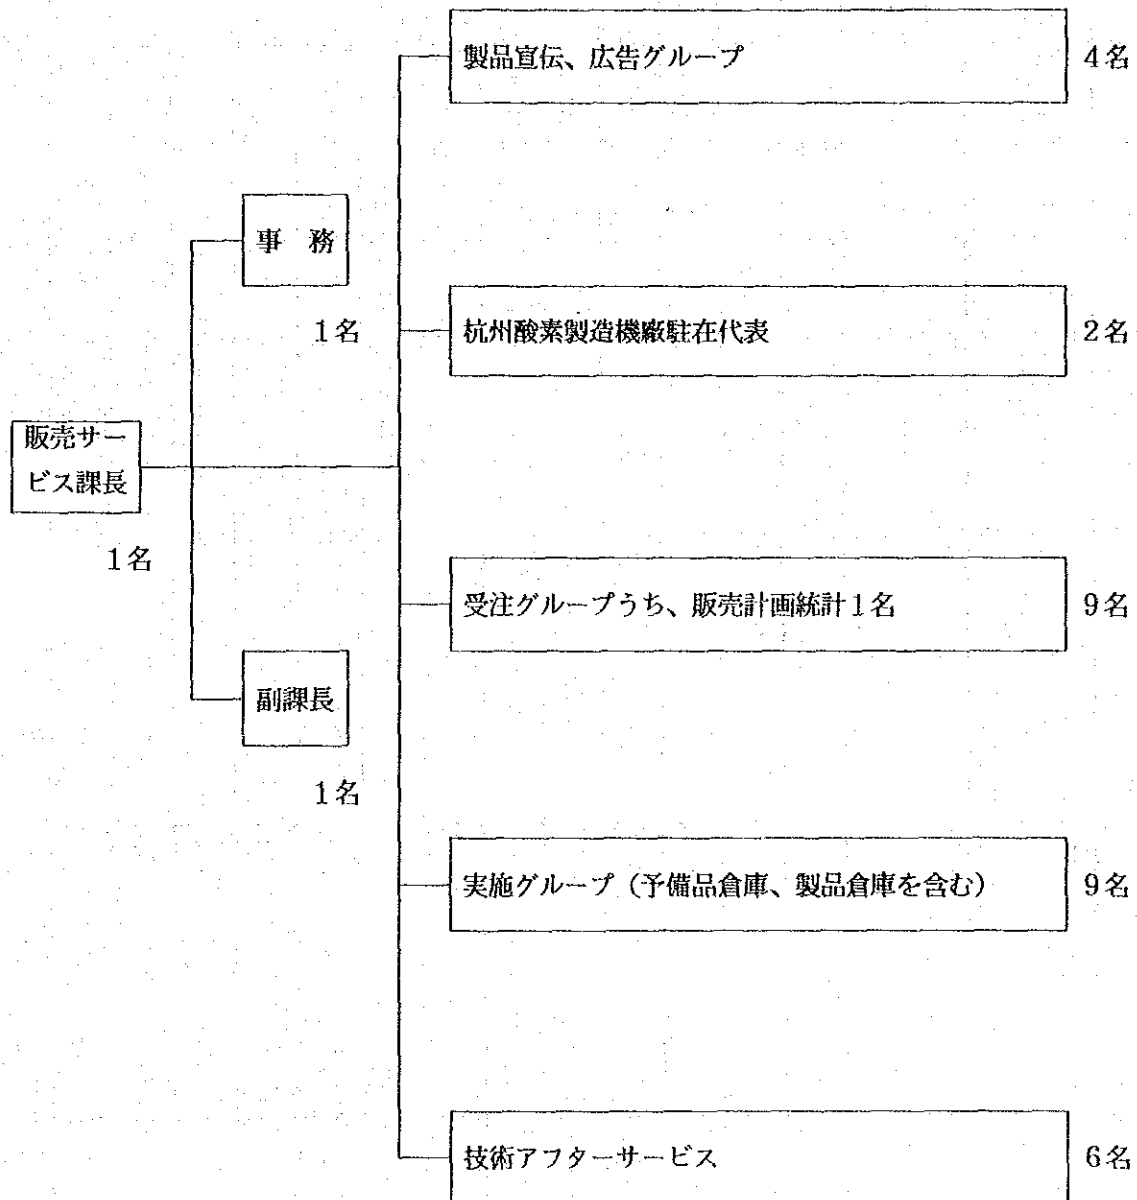 製品宣伝、広告グループ 4名
事 務
1名
杭州酸素製造機廠駐在代表 2名
販売サー
ビス課長
1名
受注グループうち、販売計画統計1名 9名
副課長
1名
実施グループ(予備品倉庫、製品倉庫を含む) 9名
技術アフターサービス 6名